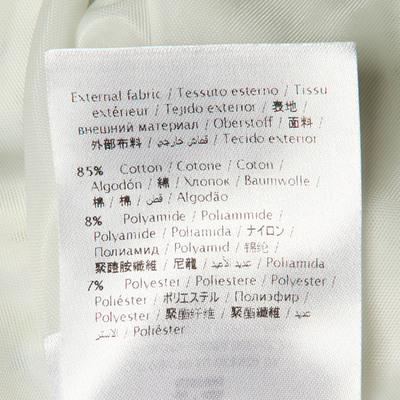 External fabric / Tessuto esterno / Tissu
extérieur / Tejido exterior / 表地 /
внешний материал / Oberstoff / 面料 /
外部布料 / قماش خارجي / Tecido exterior
85% Cotton / Cotone / Coton /
Algodón / 綿 / Хлопок / Baumwolle /
棉 / 棉 / قطن / Algodão
8% Polyamide / Poliammide /
Polyamide / Poliamida / ナイロン /
Полиамид / Polyamid / 锦纶 /
聚醯胺纖維 / 尼龍 / عديد الأميد / Poliamida
7% Polyester / Poliestere / Polyester /
Poliéster / ポリエステル / Полиэфир /
Polyester / 聚酯纤维 / 聚酯纖維 / عديد
الاستر / Poliéster